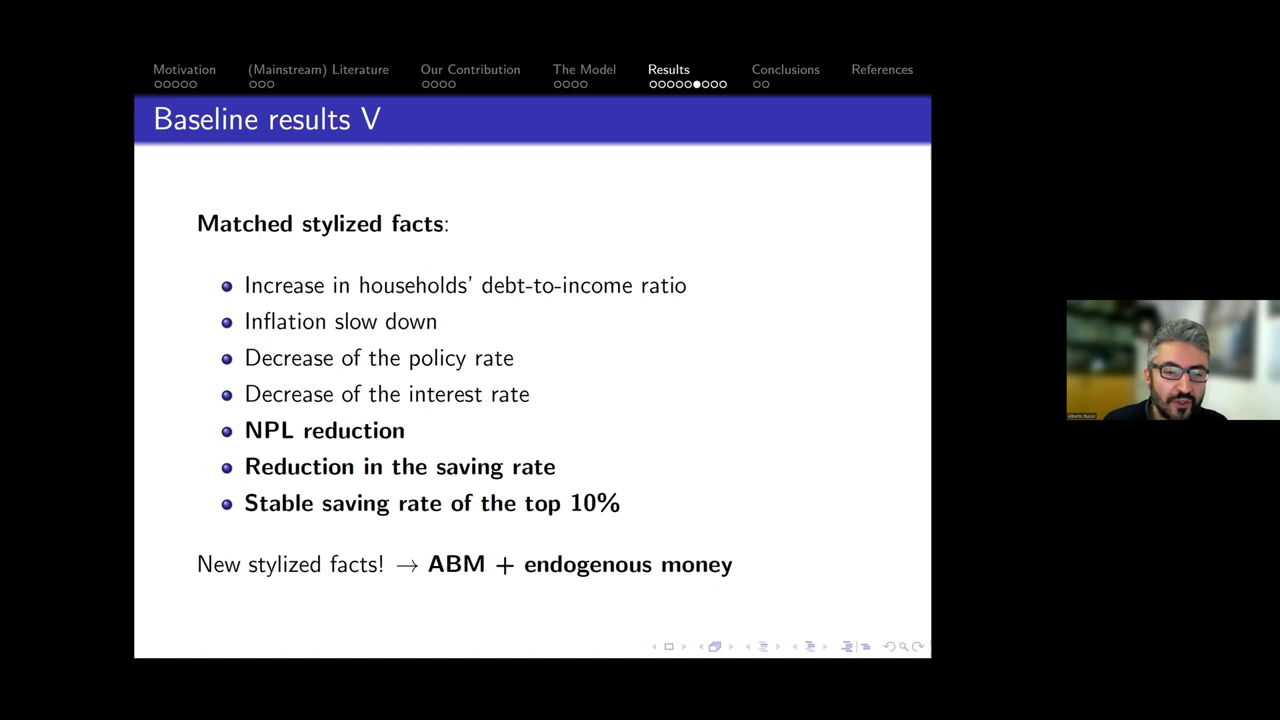 Motivation (Mainstream) Literature Our Contribution The Model Results Conclusions References
Baseline results V
Matched stylized facts:
Increase in households' debt-to-income ratio
Inflation slow down
Decrease of the policy rate
Decrease of the interest rate
NPL reduction
Reduction in the saving rate
Stable saving rate of the top 10%
New stylized facts! → ABM + endogenous money
Alberto Russo